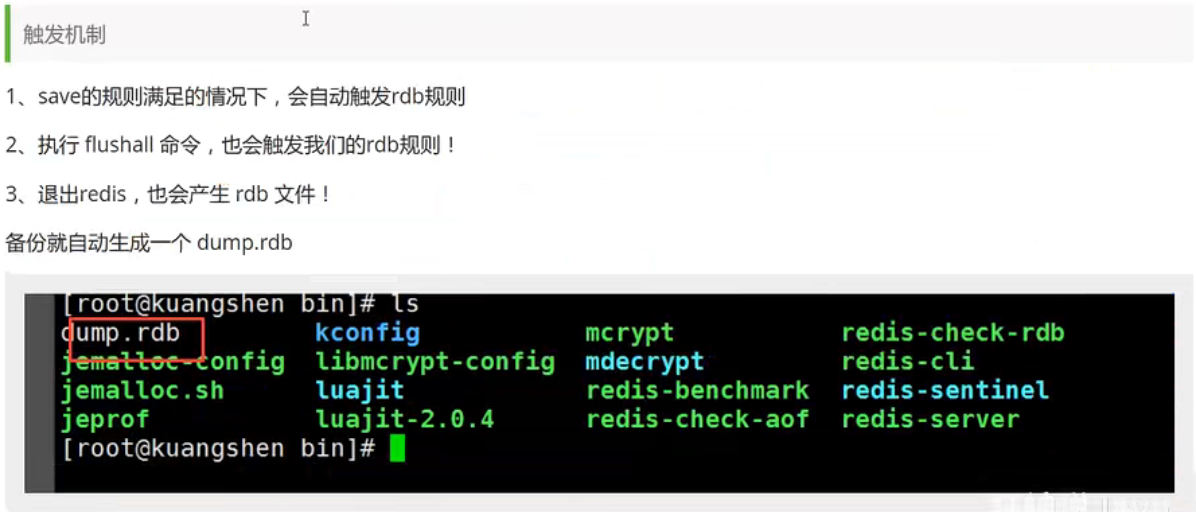 触发机制
1、save的规则满足的情况下，会自动触发rdb规则
2、执行 flushall 命令，也会触发我们的rdb规则！
3、退出redis，也会产生 rdb 文件！
备份就自动生成一个 dump.rdb
[root@kuangshen bin]# ls
dump.rdb kconfig mcrypt redis-check-rdb
jemalloc-config libmcrypt-config mdecrypt redis-cli
jemalloc.sh luajit redis-benchmark redis-sentinel
jeprof luajit-2.0.4 redis-check-aof redis-server
[root@kuangshen bin]#